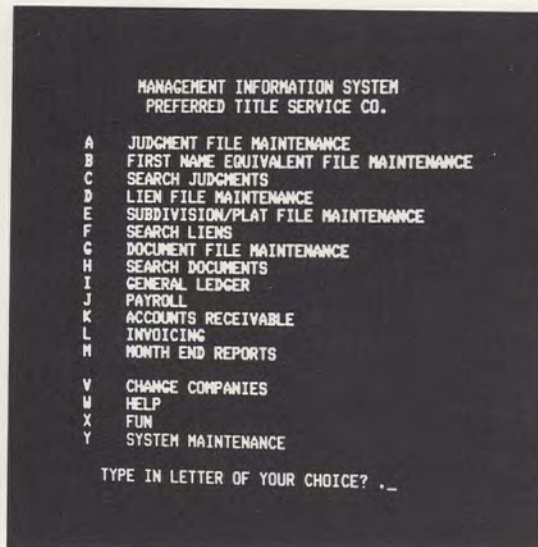 MANAGEMENT INFORMATION SYSTEM
PREFERRED TITLE SERVICE CO.
A JUDGMENT FILE MAINTENANCE
B FIRST NAME EQUIVALENT FILE MAINTENANCE
C SEARCH JUDGMENTS
D LIEN FILE MAINTENANCE
E SUBDIVISION/PLAT FILE MAINTENANCE
F SEARCH LIENS
G DOCUMENT FILE MAINTENANCE
H SEARCH DOCUMENTS
I GENERAL LEDGER
J PAYROLL
K ACCOUNTS RECEIVABLE
L INVOICING
M MONTH END REPORTS
V CHANGE COMPANIES
W HELP
X FUN
Y SYSTEM MAINTENANCE
TYPE IN LETTER OF YOUR CHOICE? ._